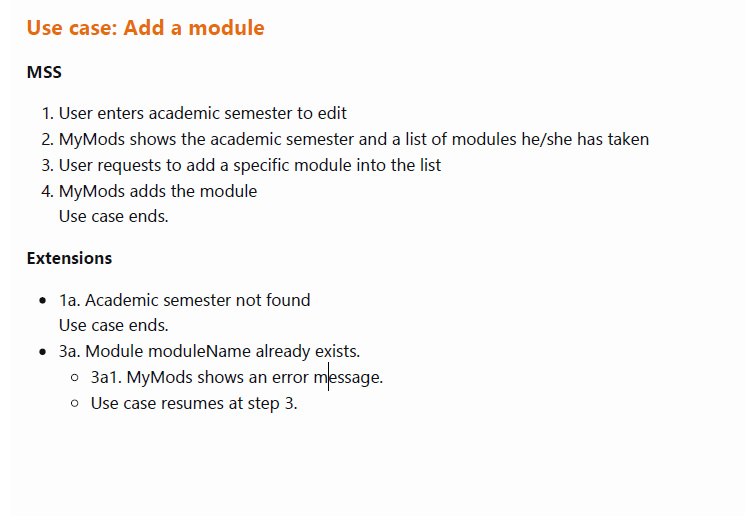 Use case: Add a module
MSS
1. User enters academic semester to edit
2. MyMods shows the academic semester and a list of modules he/she has taken
3. User requests to add a specific module into the list
4. MyMods adds the module
Use case ends.
Extensions
• 1a. Academic semester not found
Use case ends.
• 3a. Module moduleName already exists.
○ 3a1. MyMods shows an error message.
○ Use case resumes at step 3.